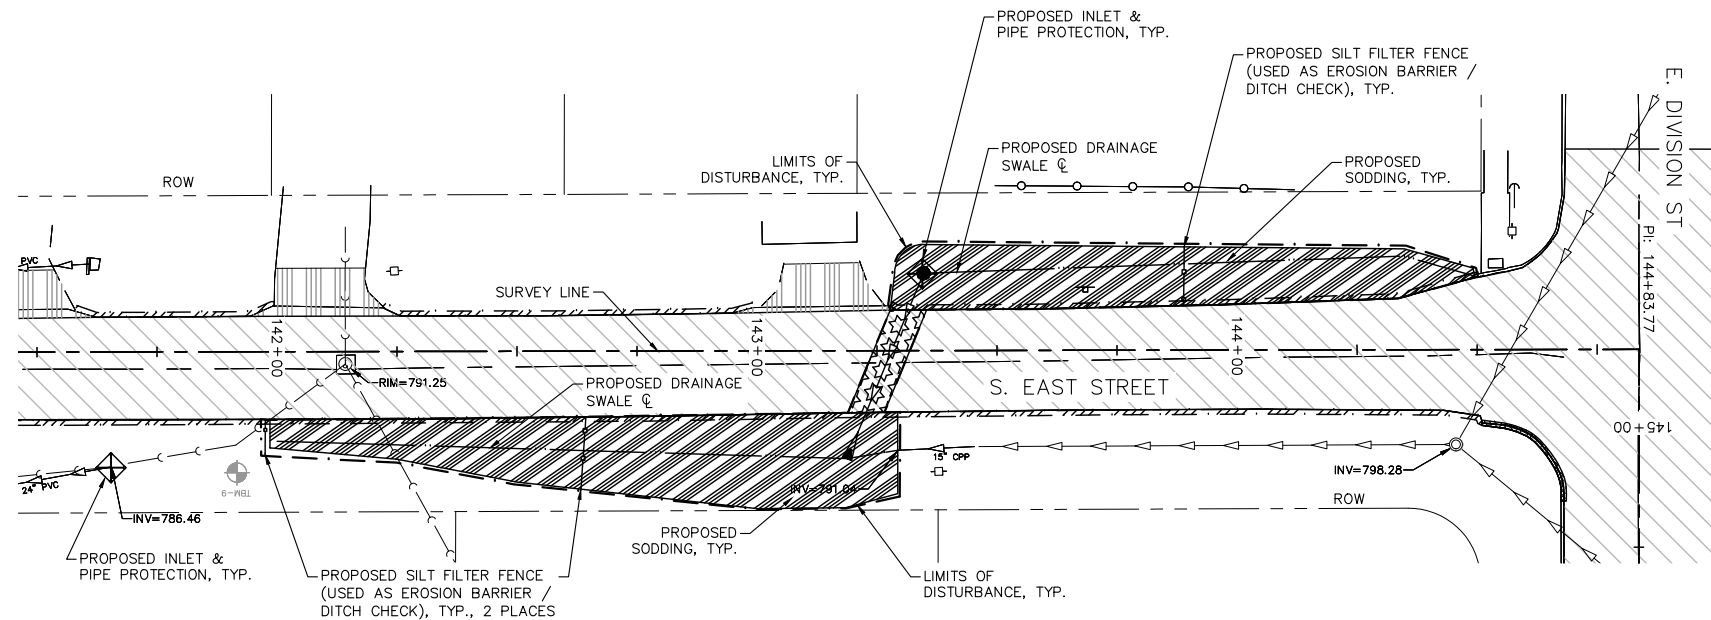 PROPOSED INLET &
PIPE PROTECTION, TYP.
PROPOSED SILT FILTER FENCE
(USED AS EROSION BARRIER /
DITCH CHECK), TYP.
E. DIVISION ST
LIMITS OF
DISTURBANCE, TYP.
PROPOSED DRAINAGE
SWALE ℄
PROPOSED
SODDING, TYP.
ROW
PVC
SURVEY LINE
PI: 144+83.77
142+00
143+00
144+00
RIM=791.25
PROPOSED DRAINAGE
SWALE ℄
S. EAST STREET
145+00
15" CPP
INV=798.28
24" PVC
TBM-9
INV=791.04
ROW
INV=786.46
PROPOSED
SODDING, TYP.
PROPOSED INLET &
PIPE PROTECTION, TYP.
PROPOSED SILT FILTER FENCE
(USED AS EROSION BARRIER /
DITCH CHECK), TYP., 2 PLACES
LIMITS OF
DISTURBANCE, TYP.